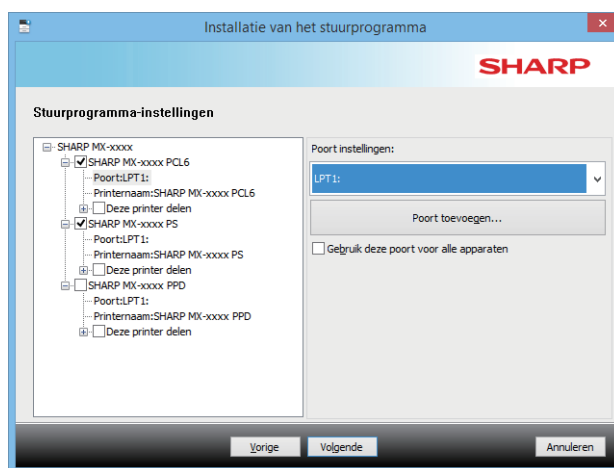 Installatie van het stuurprogramma
SHARP
Stuurprogramma-instellingen
SHARP MX-xxxx
SHARP MX-xxxx PCL6
Poort:LPT1:
Printernaam:SHARP MX-xxxx PCL6
Deze printer delen
SHARP MX-xxxx PS
Poort:LPT1:
Printernaam:SHARP MX-xxxx PS
Deze printer delen
SHARP MX-xxxx PPD
Poort:LPT1:
Printernaam:SHARP MX-xxxx PPD
Deze printer delen
Poort instellingen:
LPT1:
Poort toevoegen...
Gebruik deze poort voor alle apparaten
Vorige
Volgende
Annuleren